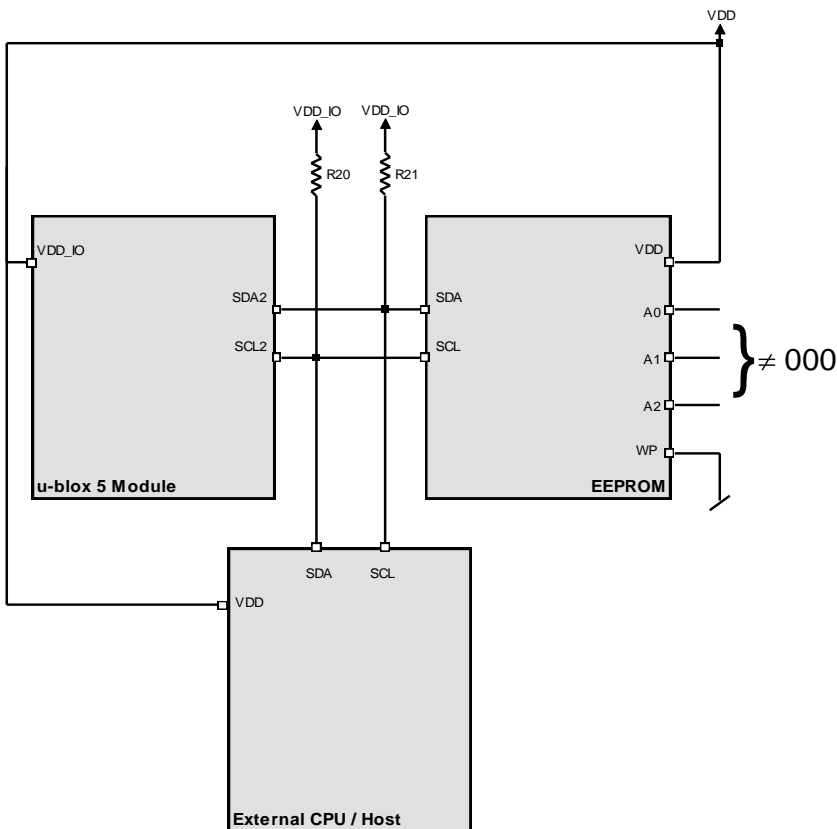 VDD
VDD_IO
VDD_IO
R20
R21
VDD_IO
VDD
SDA2
SDA
A0
SCL2
SCL
A1
} ≠ 000
A2
WP
u-blox 5 Module
EEPROM
SDA
SCL
VDD
External CPU / Host